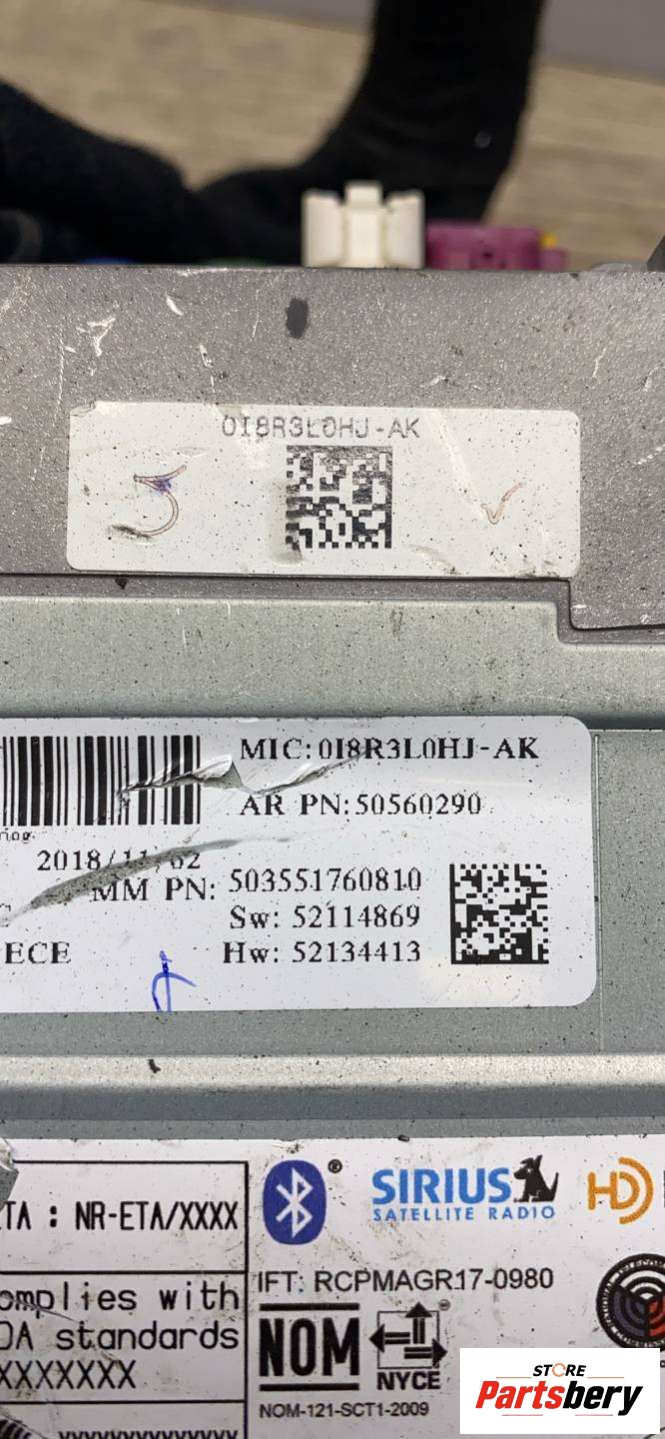 0I8R3L0HJ-AK
MIC:0I8R3L0HJ-AK
AR PN:50560290
2018/11/02
MM PN: 503551760810
Sw: 52114869
ECE
Hw: 52134413
TA : NR-ETA/XXXX
SIRIUS
SATELLITE RADIO
HD
omplies with
DA standards
XXXXXXX
IFT: RCPMAGR17-0980
NOM
NYCE
NOM-121-SCT1-2009
STORE
Partsbery